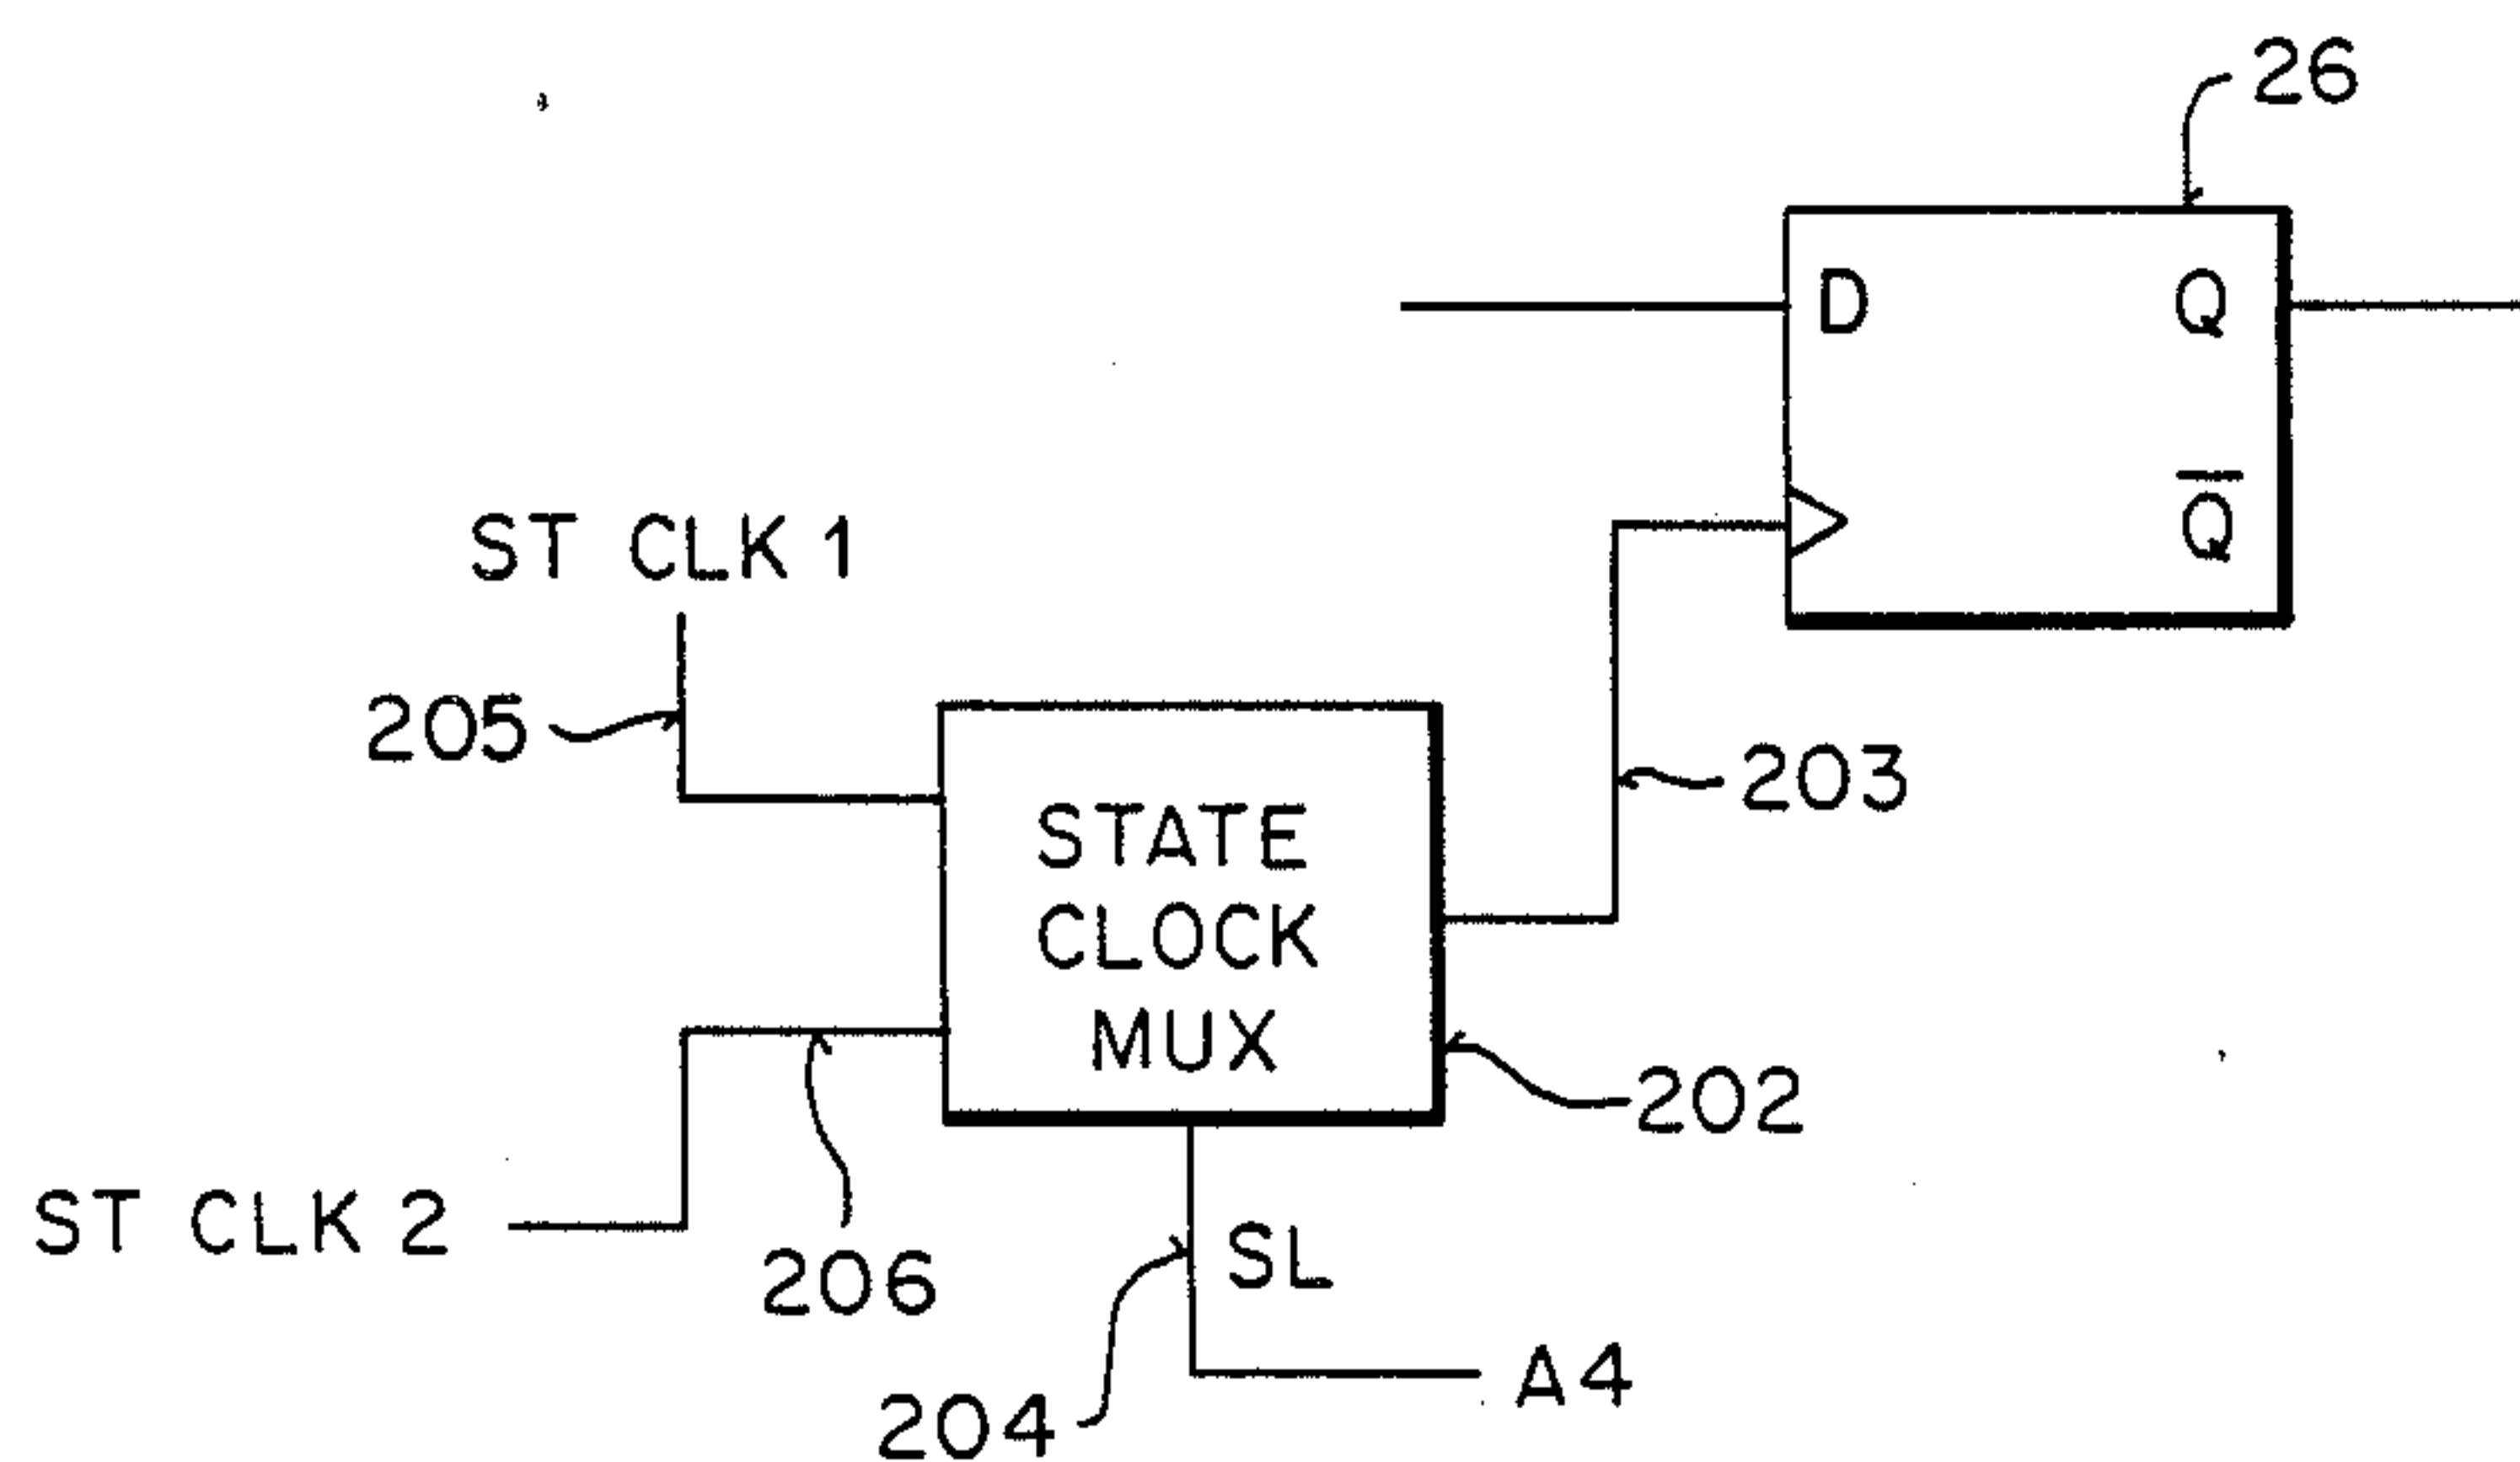 26
D Q
Q̅
ST CLK 1
205
203
STATE
CLOCK
MUX
202
ST CLK 2
206
SL
204
A4